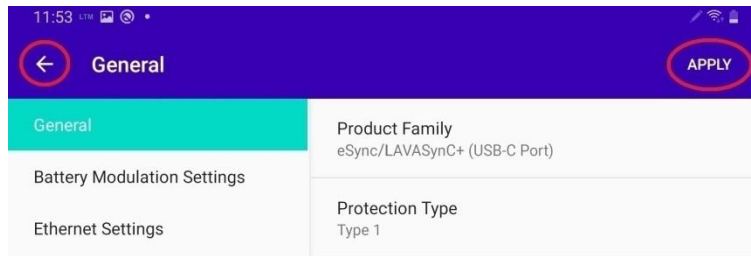 11:53 LTM
General
APPLY
General
Product Family
eSync/LAVASynC+ (USB-C Port)
Battery Modulation Settings
Protection Type
Type 1
Ethernet Settings